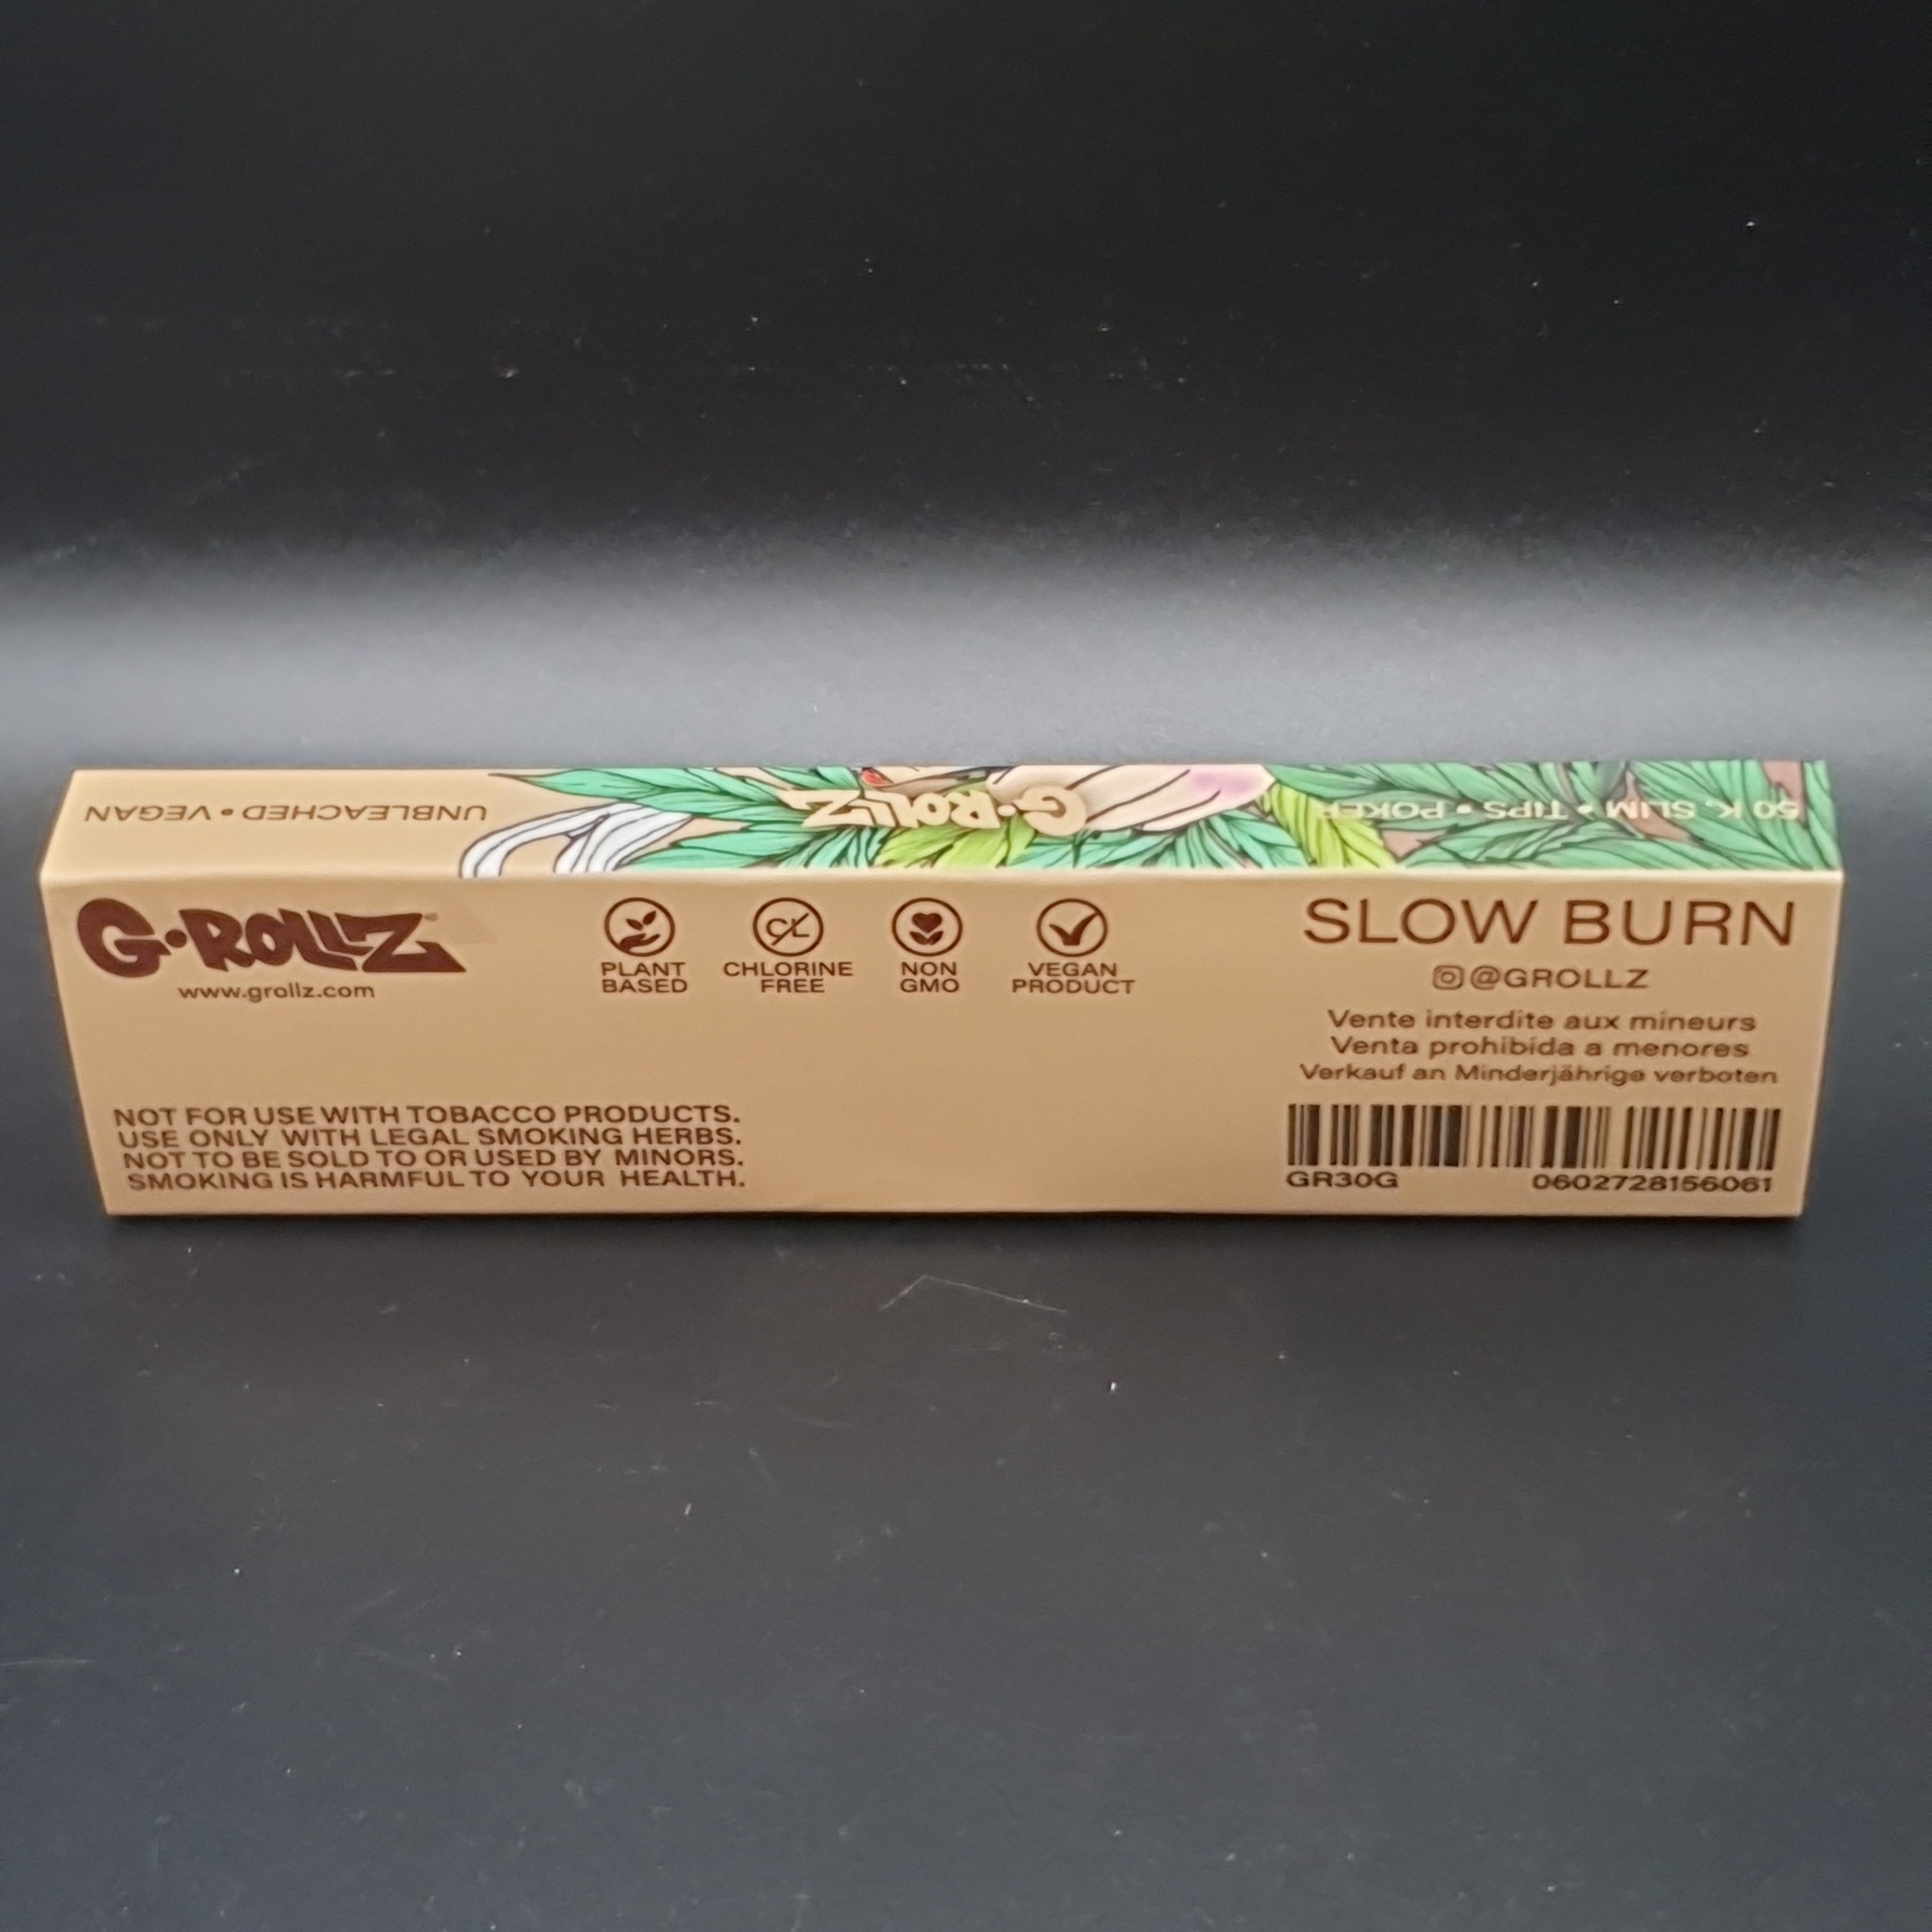 UNBLEACHED • VEGAN
G•ROLLZ
50 K. SLIM • TIPS • POKER
G•ROLLZ
www.grollz.com
PLANT
BASED
CL
CHLORINE
FREE
NON
GMO
VEGAN
PRODUCT
SLOW BURN
@GROLLZ
Vente interdite aux mineurs
Venta prohibida a menores
Verkauf an Minderjährige verboten
NOT FOR USE WITH TOBACCO PRODUCTS.
USE ONLY WITH LEGAL SMOKING HERBS.
NOT TO BE SOLD TO OR USED BY MINORS.
SMOKING IS HARMFUL TO YOUR HEALTH.
GR30G 0602728156061